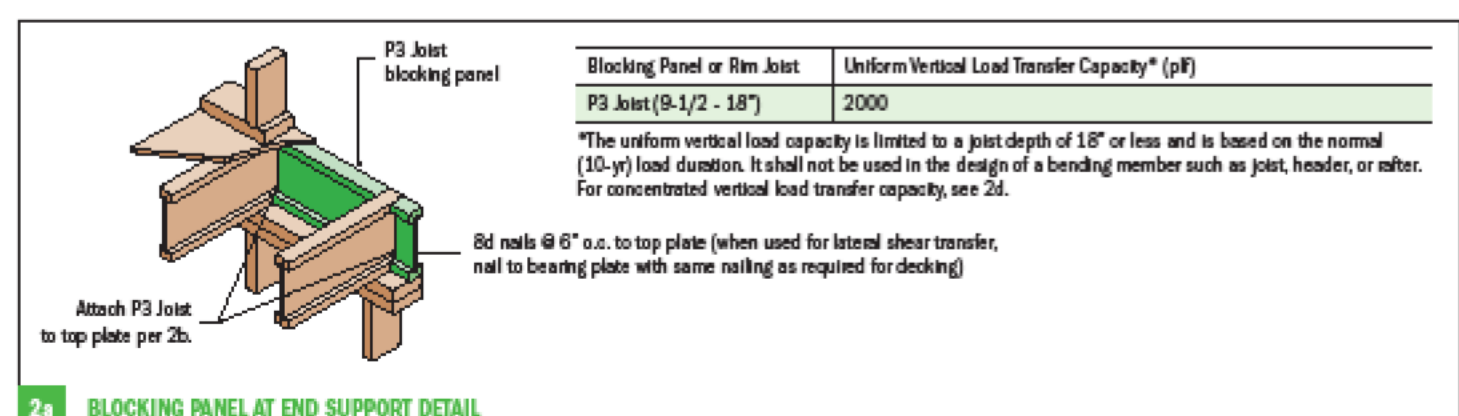 P3 Joist
blocking panel
Blocking Panel or Rim Joist
Uniform Vertical Load Transfer Capacity* (plf)
P3 Joist (9-1/2 - 18")
2000
*The uniform vertical load capacity is limited to a joist depth of 18" or less and is based on the normal
(10-yr) load duration. It shall not be used in the design of a bending member such as joist, header, or rafter.
For concentrated vertical load transfer capacity, see 2d.
8d nails @ 6" o.c. to top plate (when used for lateral shear transfer,
nail to bearing plate with same nailing as required for decking)
Attach P3 Joist
to top plate per 2b.
2a BLOCKING PANEL AT END SUPPORT DETAIL